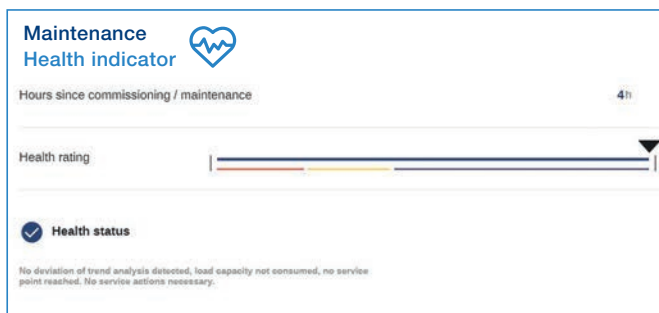 Maintenance
Health indicator
Hours since commissioning / maintenance 4h
Health rating
Health status
No deviation of trend analysis detected, load capacity not consumed, no service
point reached. No service actions necessary.